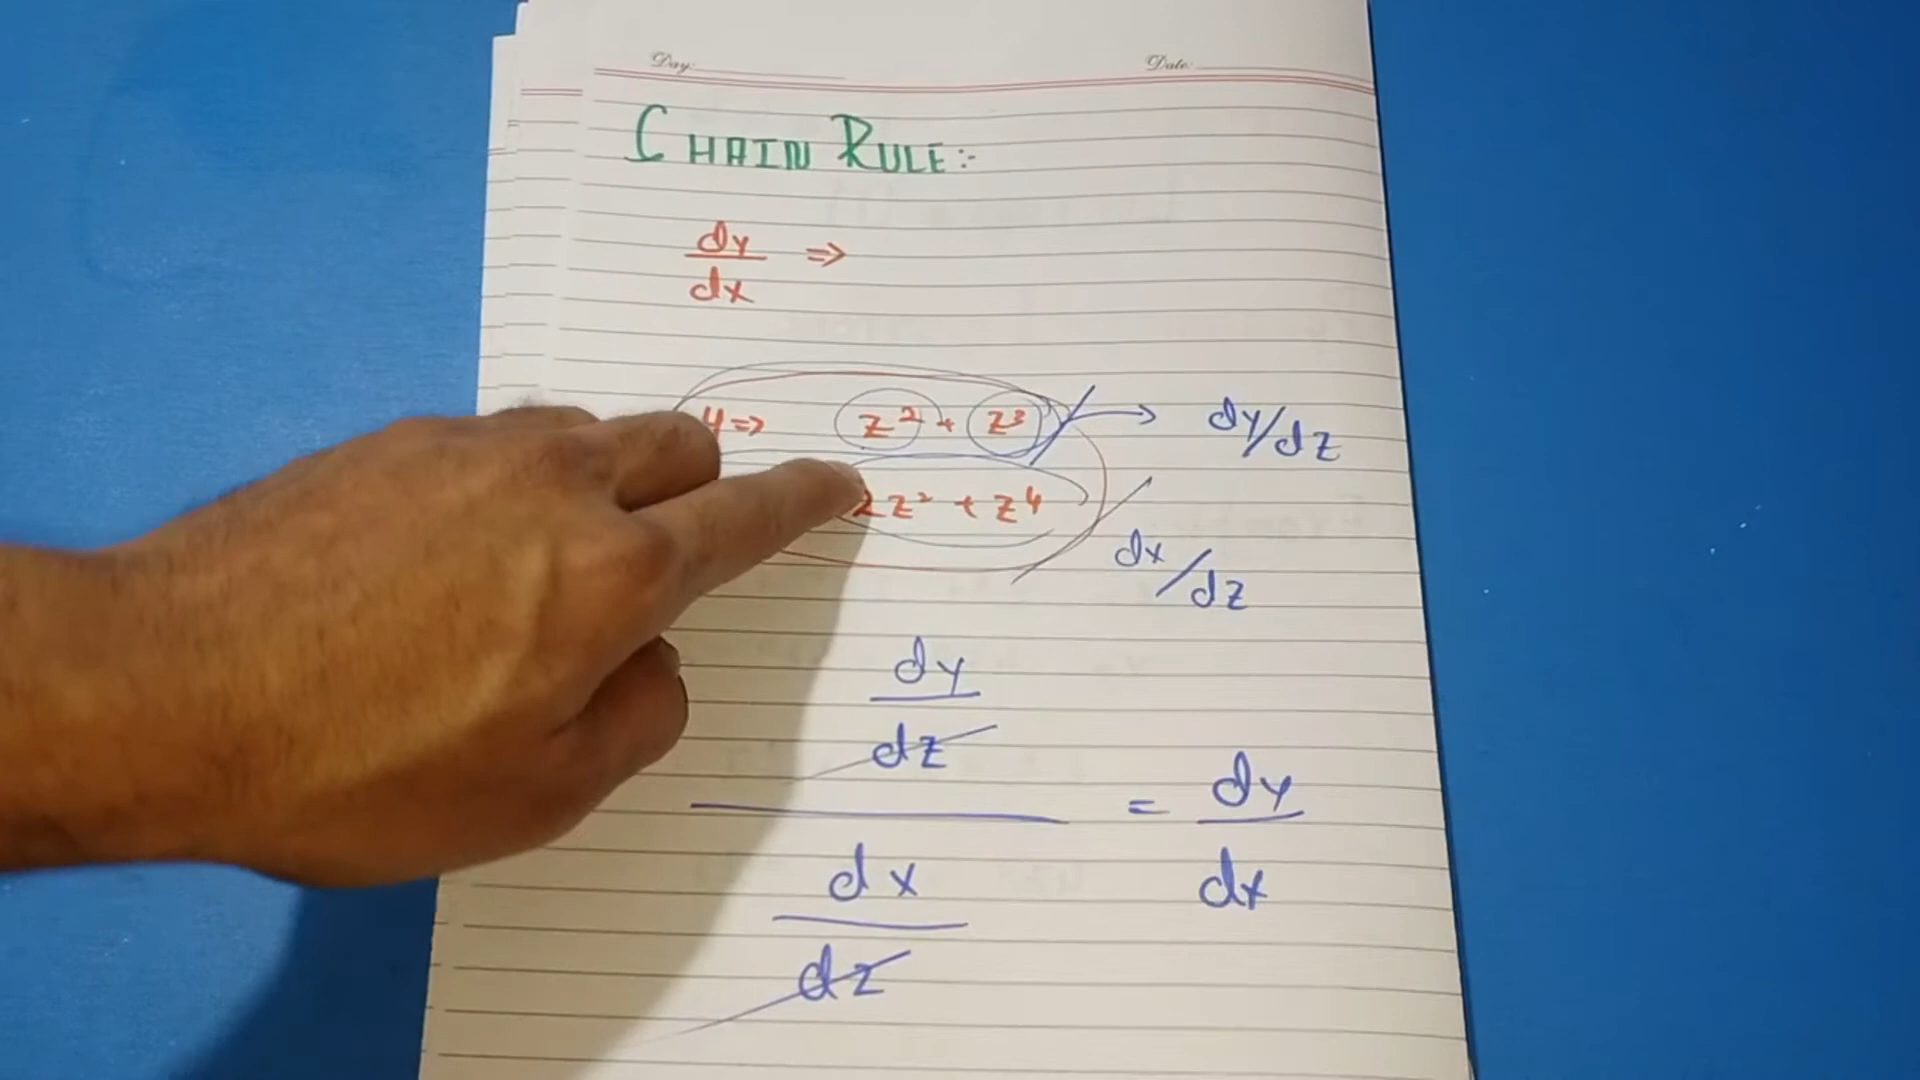 Day: Date:
CHAIN RULE:-
dy/dx ⇒
y ⇒ z² + z³ → dy/dz
2z² + z⁴
dx/dz
dy
dz
= dy/dx
dx
dz